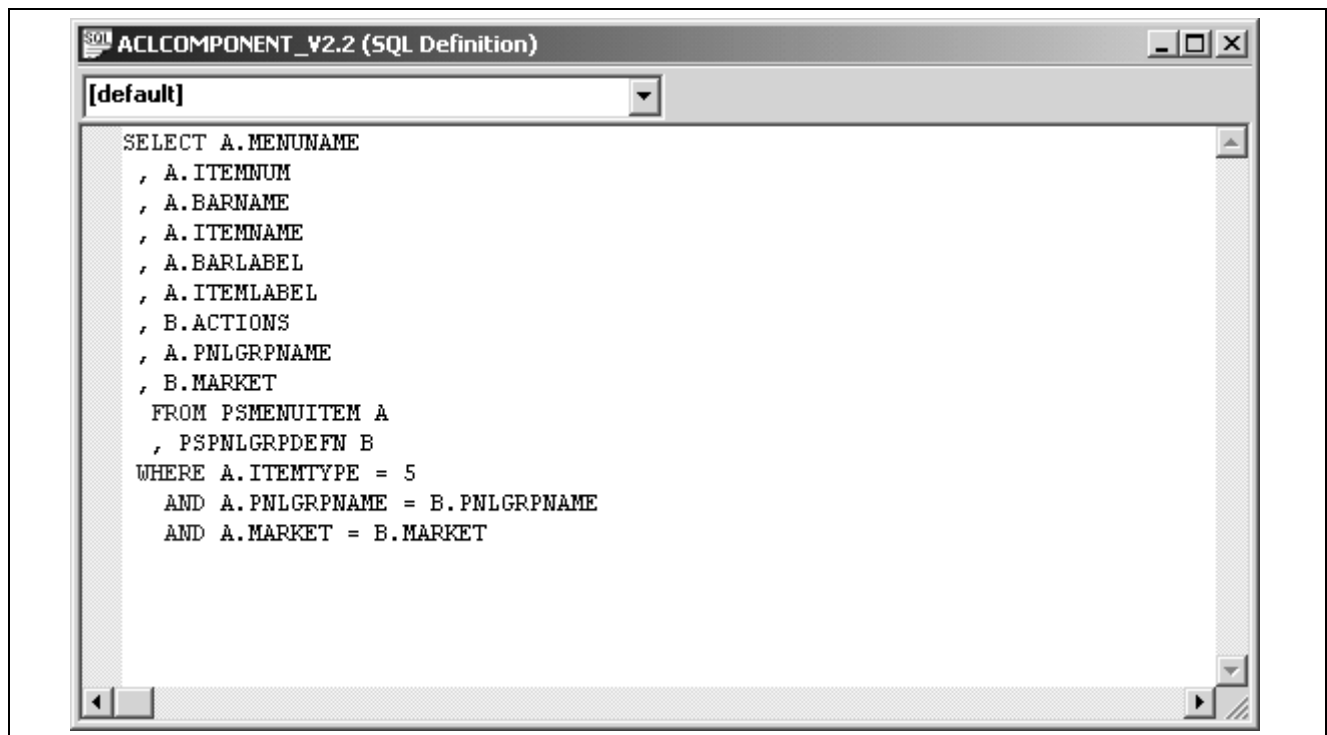 SQL
ACLCOMPONENT_V2.2 (SQL Definition)
[default]
SELECT A.MENUNAME
, A.ITEMNUM
, A.BARNAME
, A.ITEMNAME
, A.BARLABEL
, A.ITEMLABEL
, B.ACTIONS
, A.PNLGRPNAME
, B.MARKET
FROM PSMENUITEM A
, PSPNLGRPDEFN B
WHERE A.ITEMTYPE = 5
AND A.PNLGRPNAME = B.PNLGRPNAME
AND A.MARKET = B.MARKET